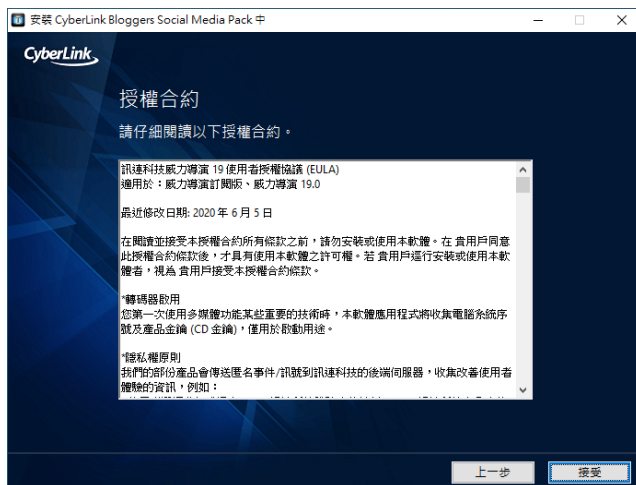 安裝 CyberLink Bloggers Social Media Pack 中
CyberLink
授權合約
請仔細閱讀以下授權合約。
訊連科技威力導演 19 使用者授權協議 (EULA)
適用於：威力導演訂閱版、威力導演 19.0
最近修改日期: 2020 年 6 月 5 日
在閱讀並接受本授權合約所有條款之前，請勿安裝或使用本軟體。在 貴用戶同意
此授權合約條款後，才具有使用本軟體之許可權。若 貴用戶逕行安裝或使用本軟
體者，視為 貴用戶接受本授權合約條款。
*轉碼器啟用
您第一次使用多媒體功能某些重要的技術時，本軟體應用程式將收集電腦系統序
號及產品金鑰 (CD 金鑰)，僅用於啟動用途。
*隱私權原則
我們的部份產品會傳送匿名事件/訊號到訊連科技的後端伺服器，收集改善使用者
體驗的資訊，例如：
上一步
接受